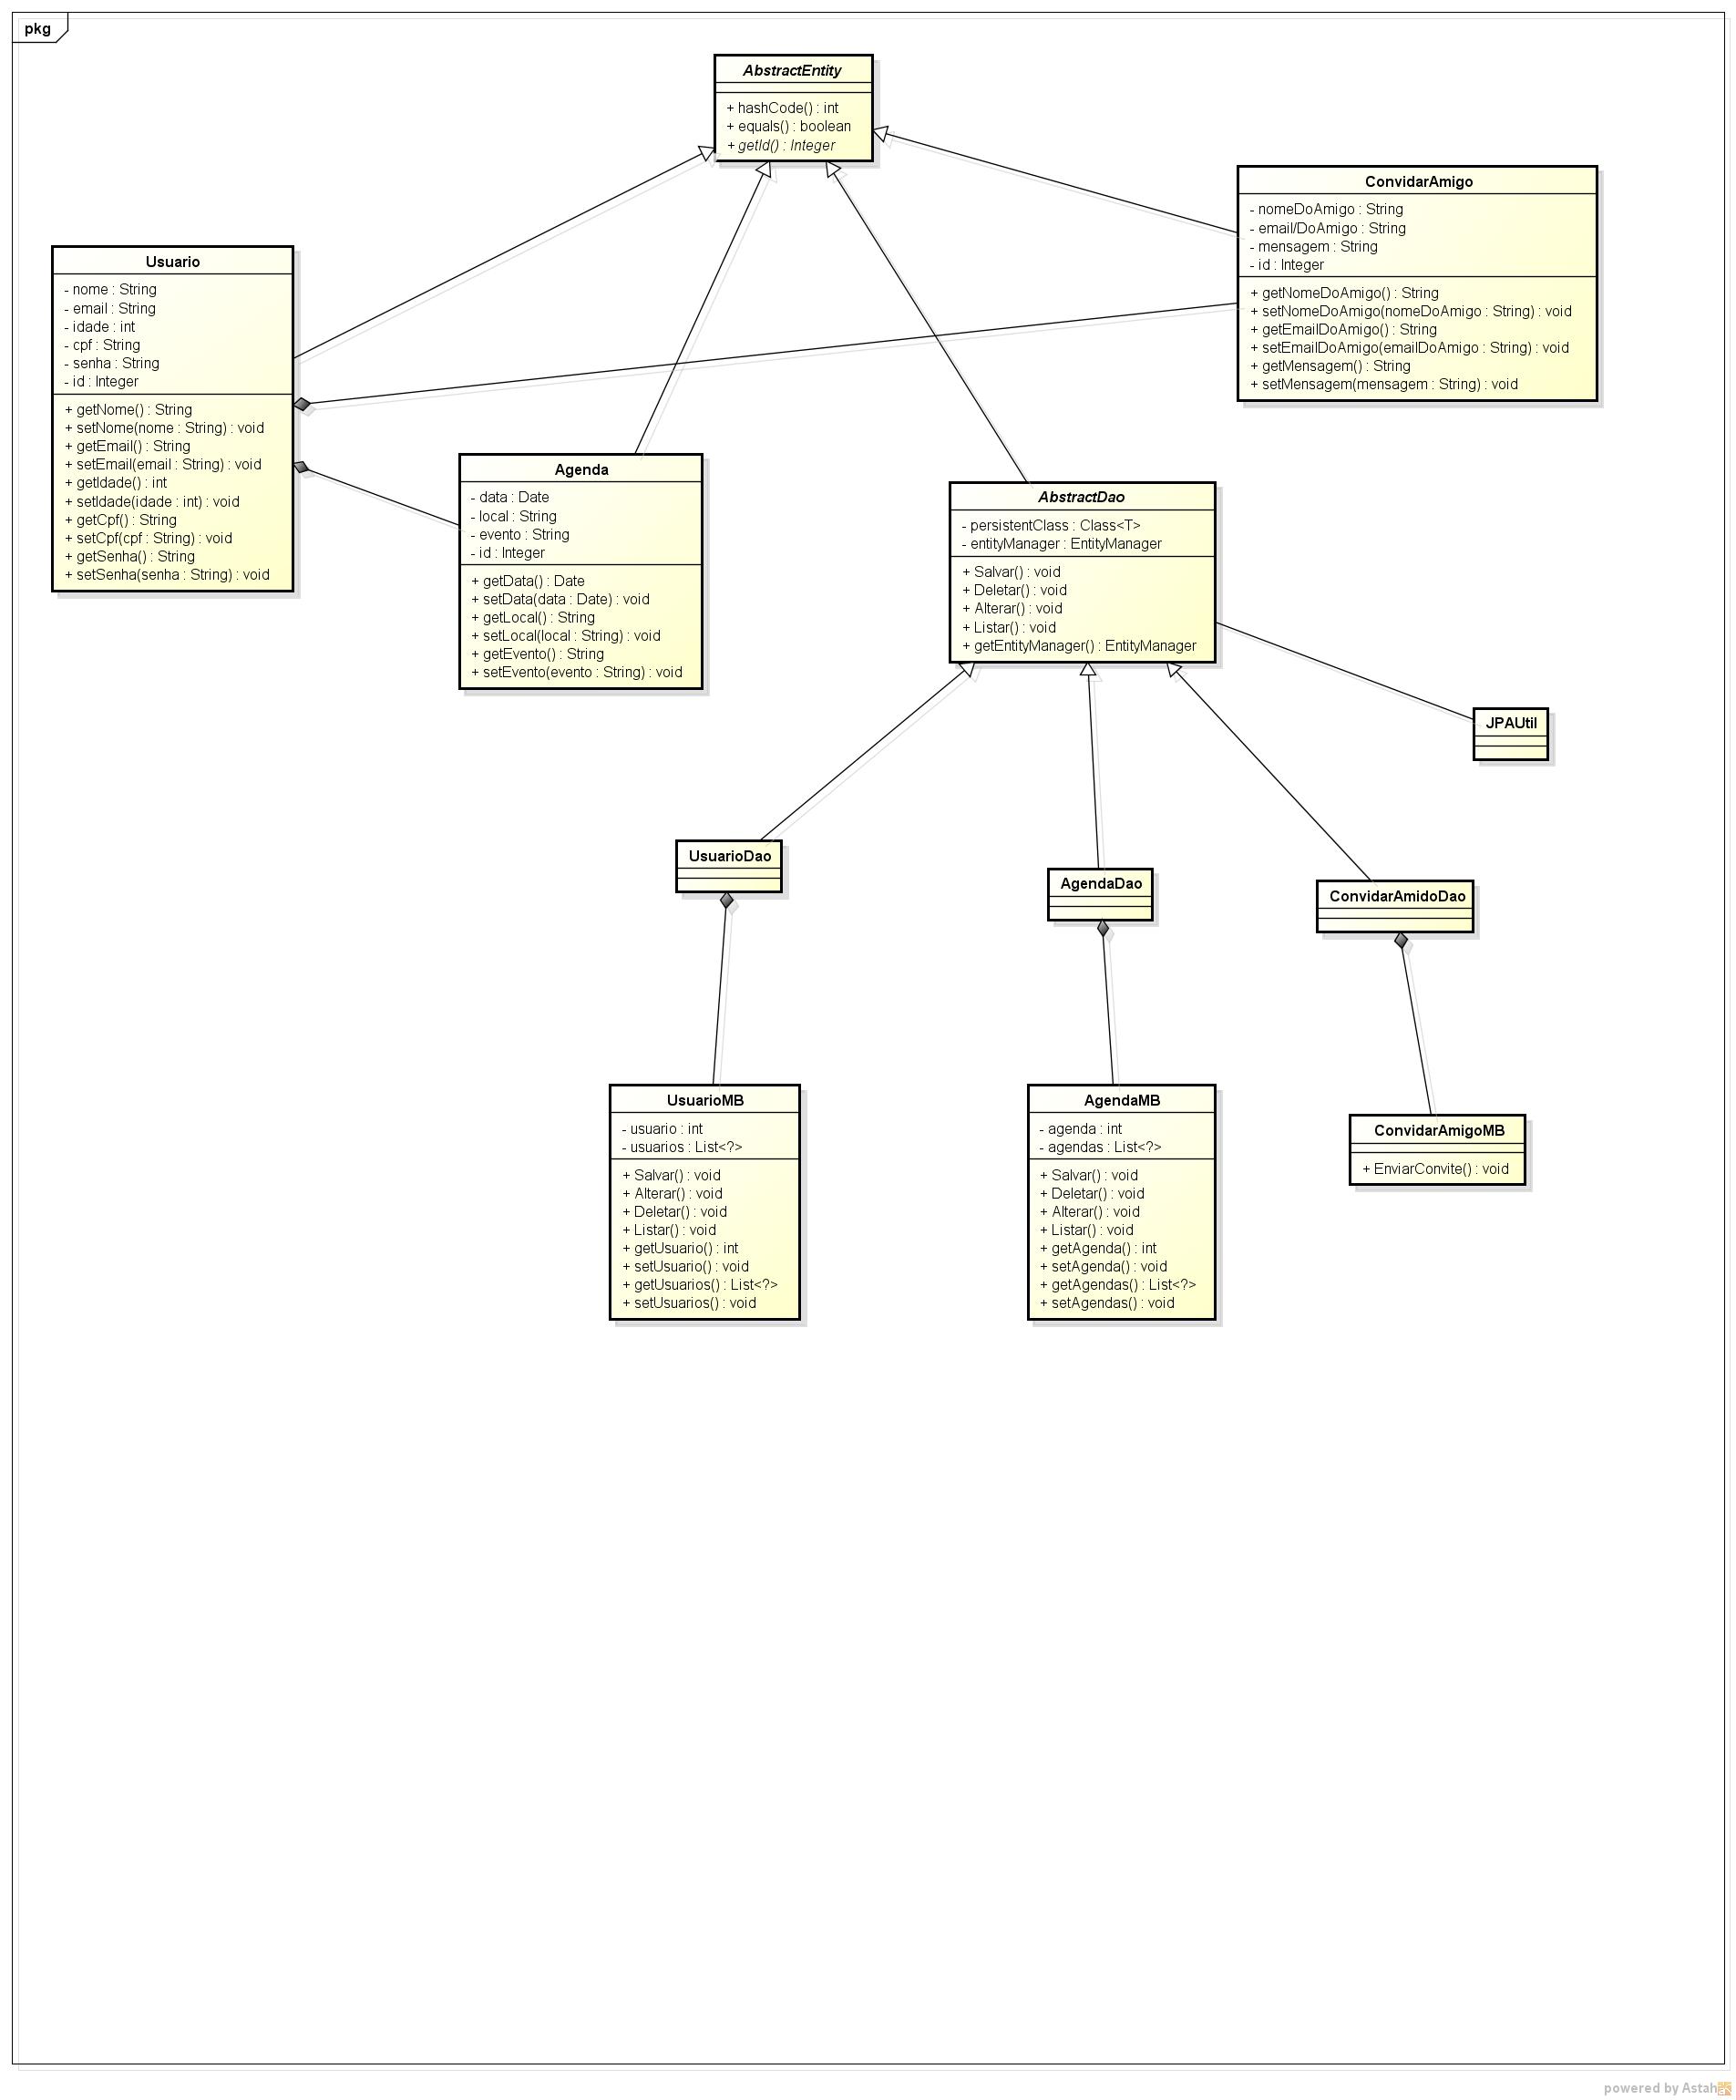 pkg
AbstractEntity
+ hashCode() : int
+ equals() : boolean
+ getId() : Integer
ConvidarAmigo
- nomeDoAmigo : String
- email/DoAmigo : String
- mensagem : String
- id : Integer
+ getNomeDoAmigo() : String
+ setNomeDoAmigo(nomeDoAmigo : String) : void
+ getEmailDoAmigo() : String
+ setEmailDoAmigo(emailDoAmigo : String) : void
+ getMensagem() : String
+ setMensagem(mensagem : String) : void
Usuario
- nome : String
- email : String
- idade : int
- cpf : String
- senha : String
- id : Integer
+ getNome() : String
+ setNome(nome : String) : void
+ getEmail() : String
+ setEmail(email : String) : void
+ getIdade() : int
+ setIdade(idade : int) : void
+ getCpf() : String
+ setCpf(cpf : String) : void
+ getSenha() : String
+ setSenha(senha : String) : void
Agenda
- data : Date
- local : String
- evento : String
- id : Integer
+ getData() : Date
+ setData(data : Date) : void
+ getLocal() : String
+ setLocal(local : String) : void
+ getEvento() : String
+ setEvento(evento : String) : void
AbstractDao
- persistentClass : Class<T>
- entityManager : EntityManager
+ Salvar() : void
+ Deletar() : void
+ Alterar() : void
+ Listar() : void
+ getEntityManager() : EntityManager
JPAUtil
UsuarioDao
AgendaDao
ConvidarAmidoDao
UsuarioMB
- usuario : int
- usuarios : List<?>
+ Salvar() : void
+ Alterar() : void
+ Deletar() : void
+ Listar() : void
+ getUsuario() : int
+ setUsuario() : void
+ getUsuarios() : List<?>
+ setUsuarios() : void
AgendaMB
- agenda : int
- agendas : List<?>
+ Salvar() : void
+ Deletar() : void
+ Alterar() : void
+ Listar() : void
+ getAgenda() : int
+ setAgenda() : void
+ getAgendas() : List<?>
+ setAgendas() : void
ConvidarAmigoMB
+ EnviarConvite() : void
powered by Astah